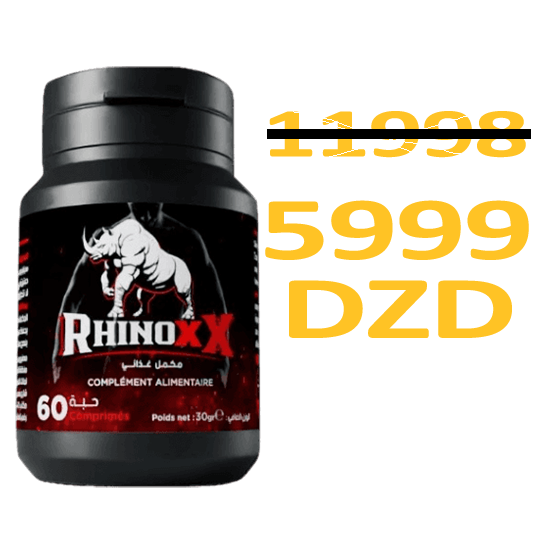 11998
5999
DZD
RHINOXX
مكمل غذائي
COMPLÉMENT ALIMENTAIRE
60 حبة
Comprimés
Poids net : 30gr